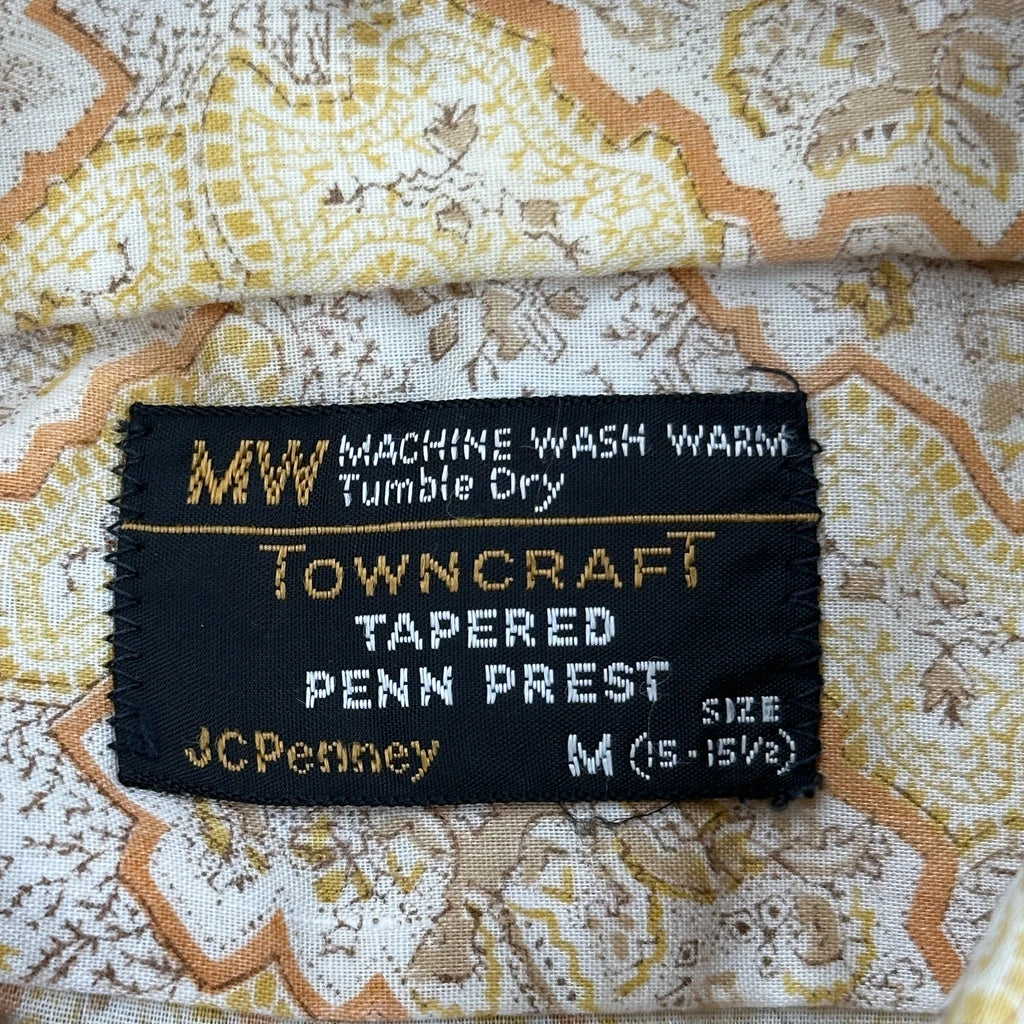 MW MACHINE WASH WARM
Tumble Dry
TOWNCRAFT
TAPERED
PENN PREST
SIZE
JCPenney M (15-15½)